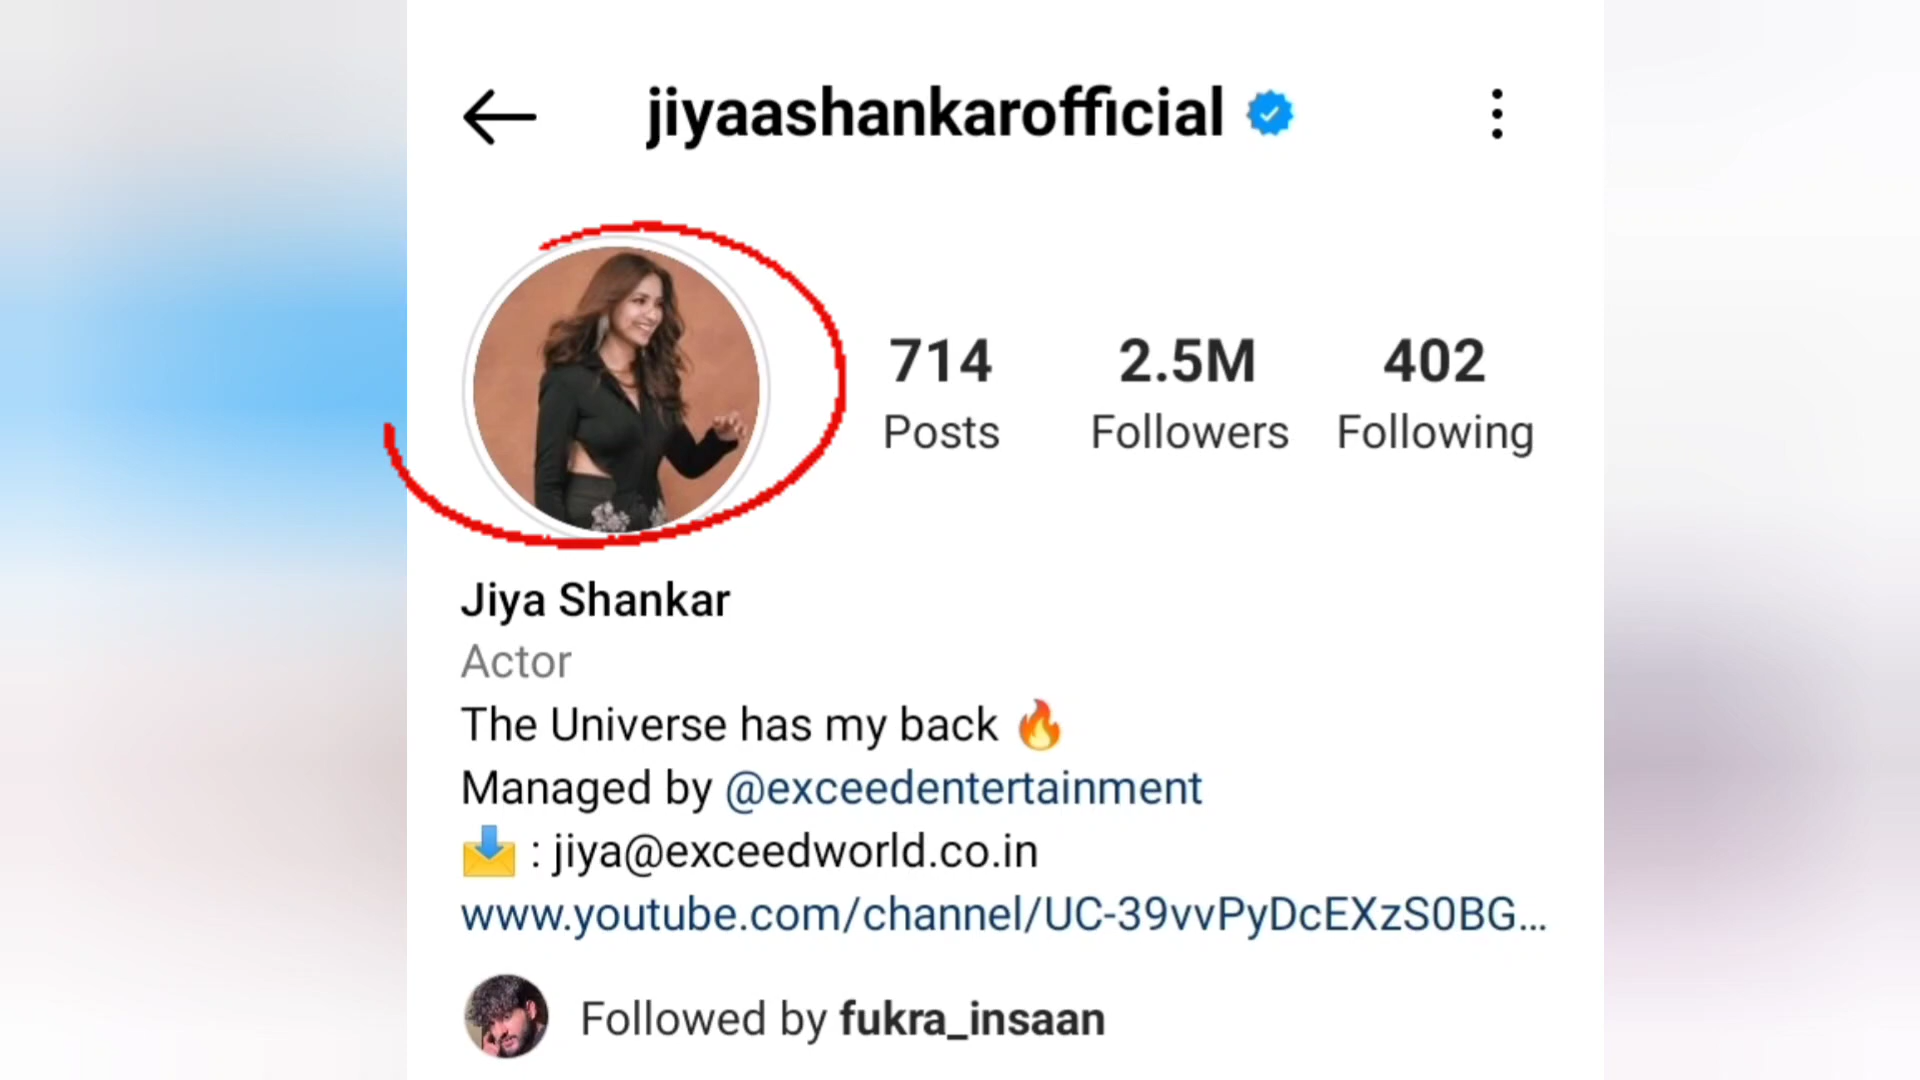 jiyaashankarofficial
714 2.5M 402
Posts Followers Following
Jiya Shankar
Actor
The Universe has my back 🔥
Managed by @exceedentertainment
📩 : jiya@exceedworld.co.in
www.youtube.com/channel/UC-39vvPyDcEXzS0BG...
Followed by fukra_insaan